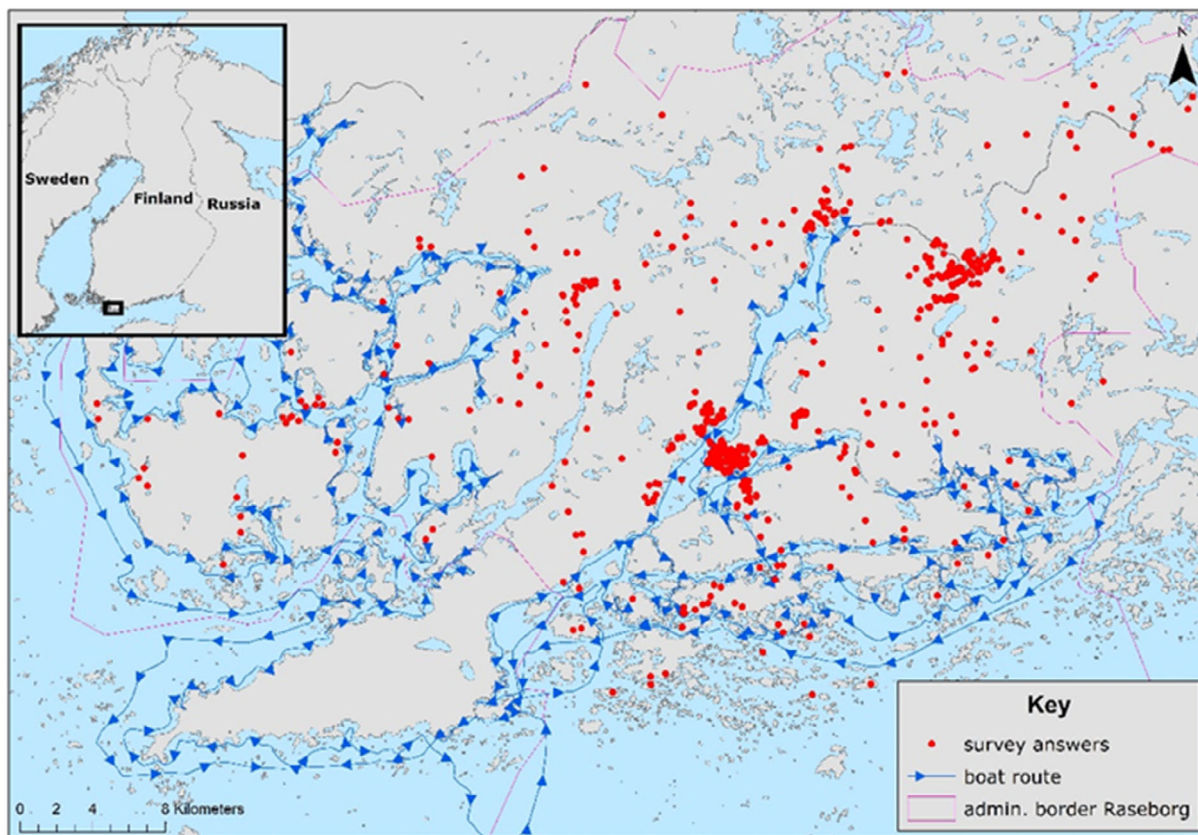 N
Sweden
Finland
Russia
Key
survey answers
boat route
admin. border Raseborg
0 2 4 8 Kilometers